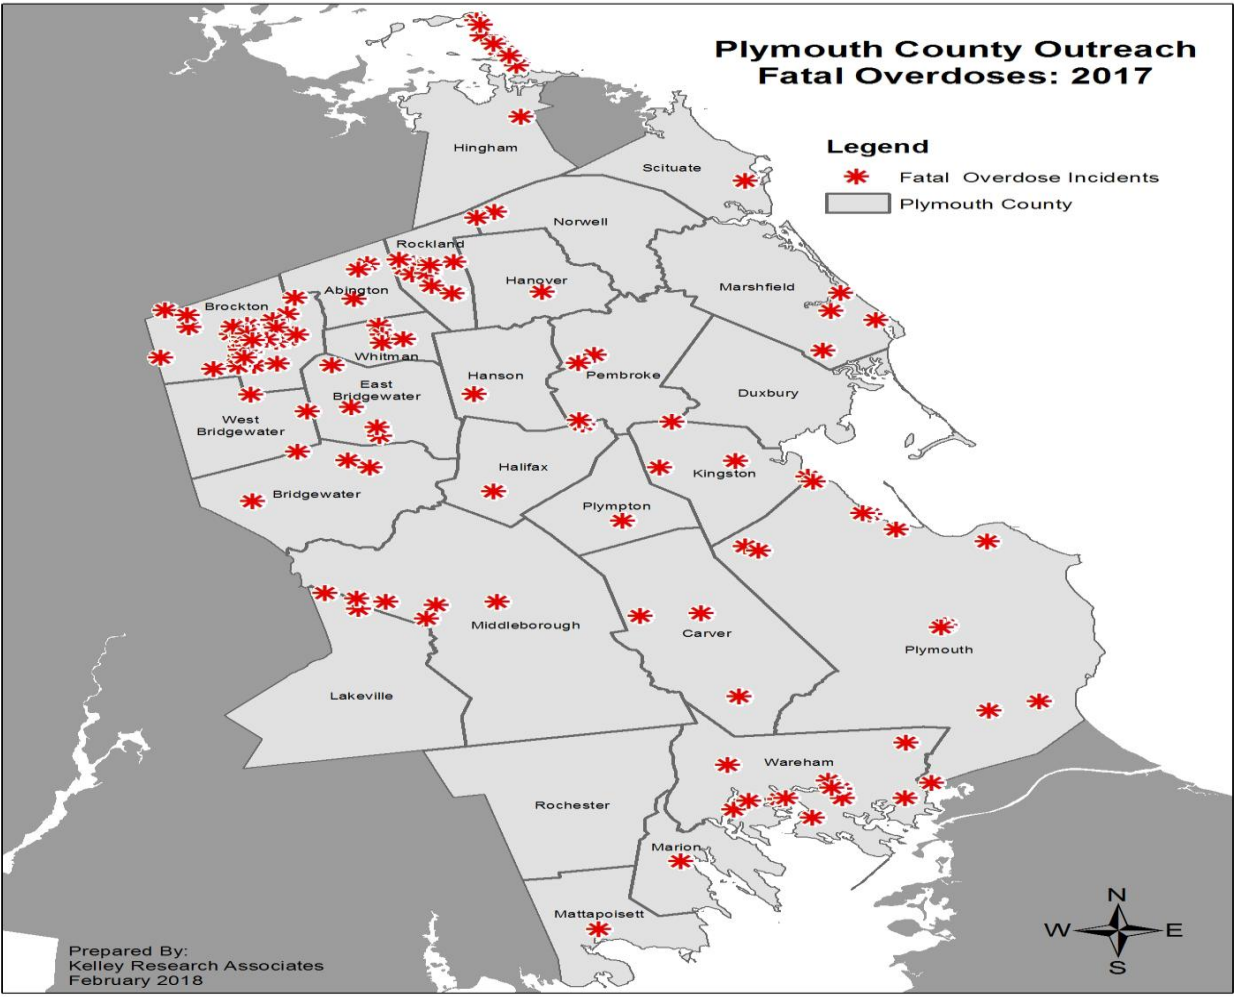 Plymouth County Outreach
Fatal Overdoses: 2017
Legend
Fatal Overdose Incidents
Plymouth County
Hingham
Scituate
Norwell
Rockland
Hanover
Abington
Marshfield
Brockton
Whitman
Hanson
Pembroke
East
Bridgewater
Duxbury
West
Bridgewater
Halifax
Kingston
Bridgewater
Plympton
Middleborough
Carver
Plymouth
Lakeville
Wareham
Rochester
Marion
Mattapoisett
N
W
E
S
Prepared By:
Kelley Research Associates
February 2018